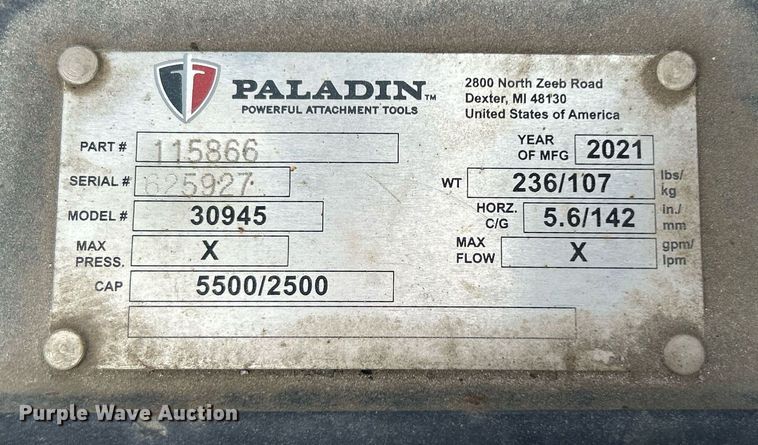 PALADIN™
POWERFUL ATTACHMENT TOOLS
2800 North Zeeb Road
Dexter, MI 48130
United States of America
PART # 115866
YEAR OF MFG 2021
SERIAL # 625927
WT 236/107 lbs/ kg
MODEL # 30945
HORZ. C/G 5.6/142 in./ mm
MAX PRESS. X
MAX FLOW X gpm/ lpm
CAP 5500/2500
Purple Wave Auction